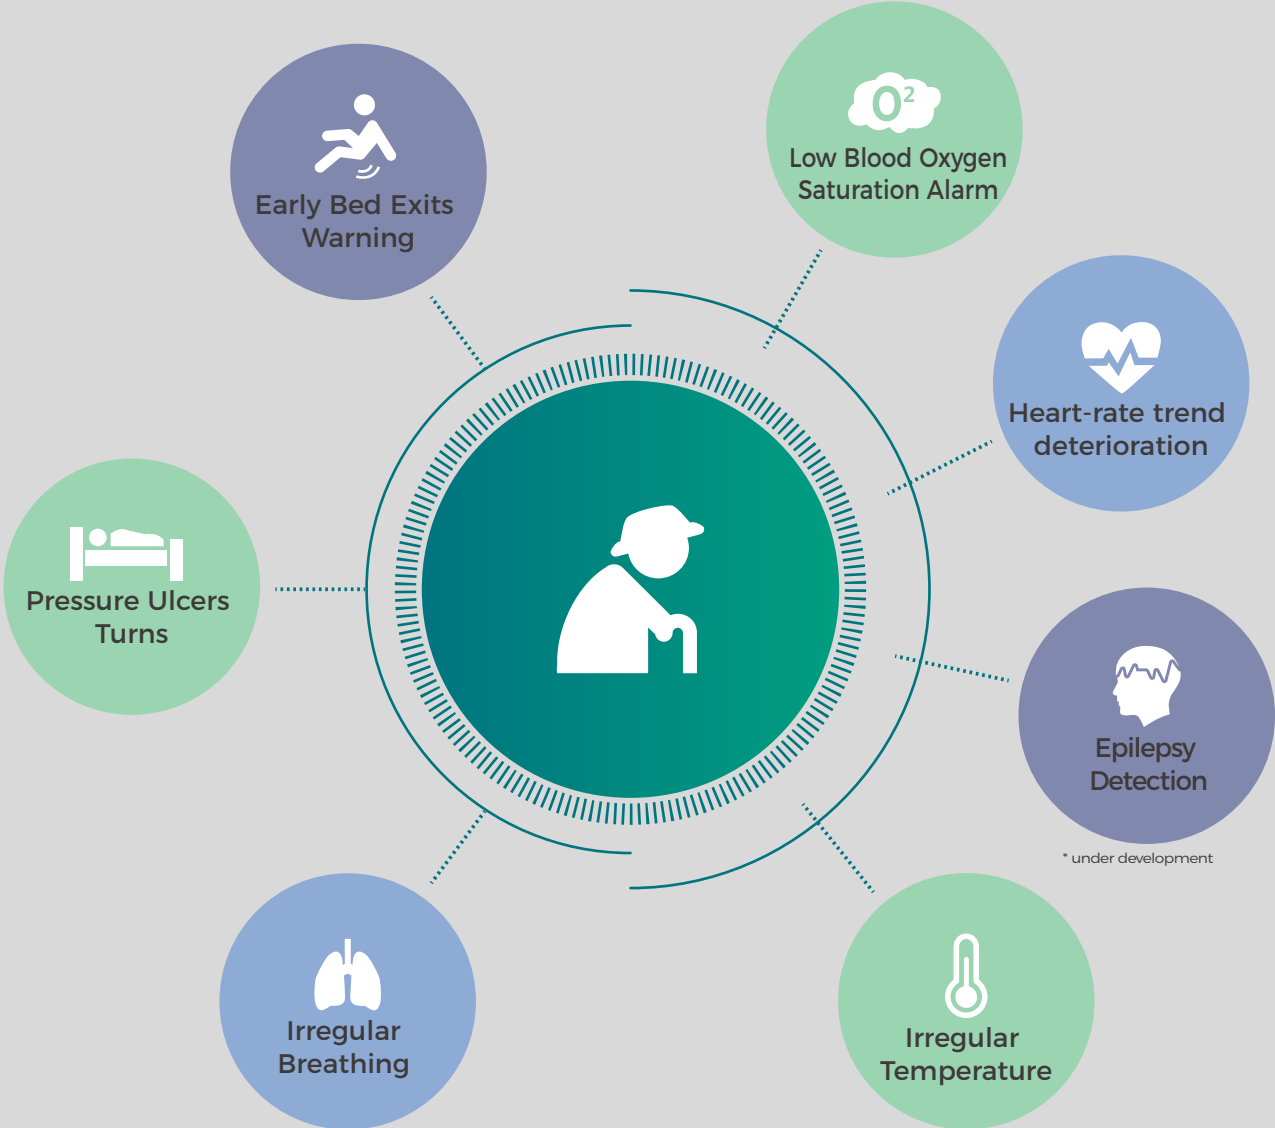 Early Bed Exits
Warning
O²
Low Blood Oxygen
Saturation Alarm
Heart-rate trend
deterioration
Pressure Ulcers
Turns
Epilepsy
Detection
* under development
Irregular
Breathing
Irregular
Temperature